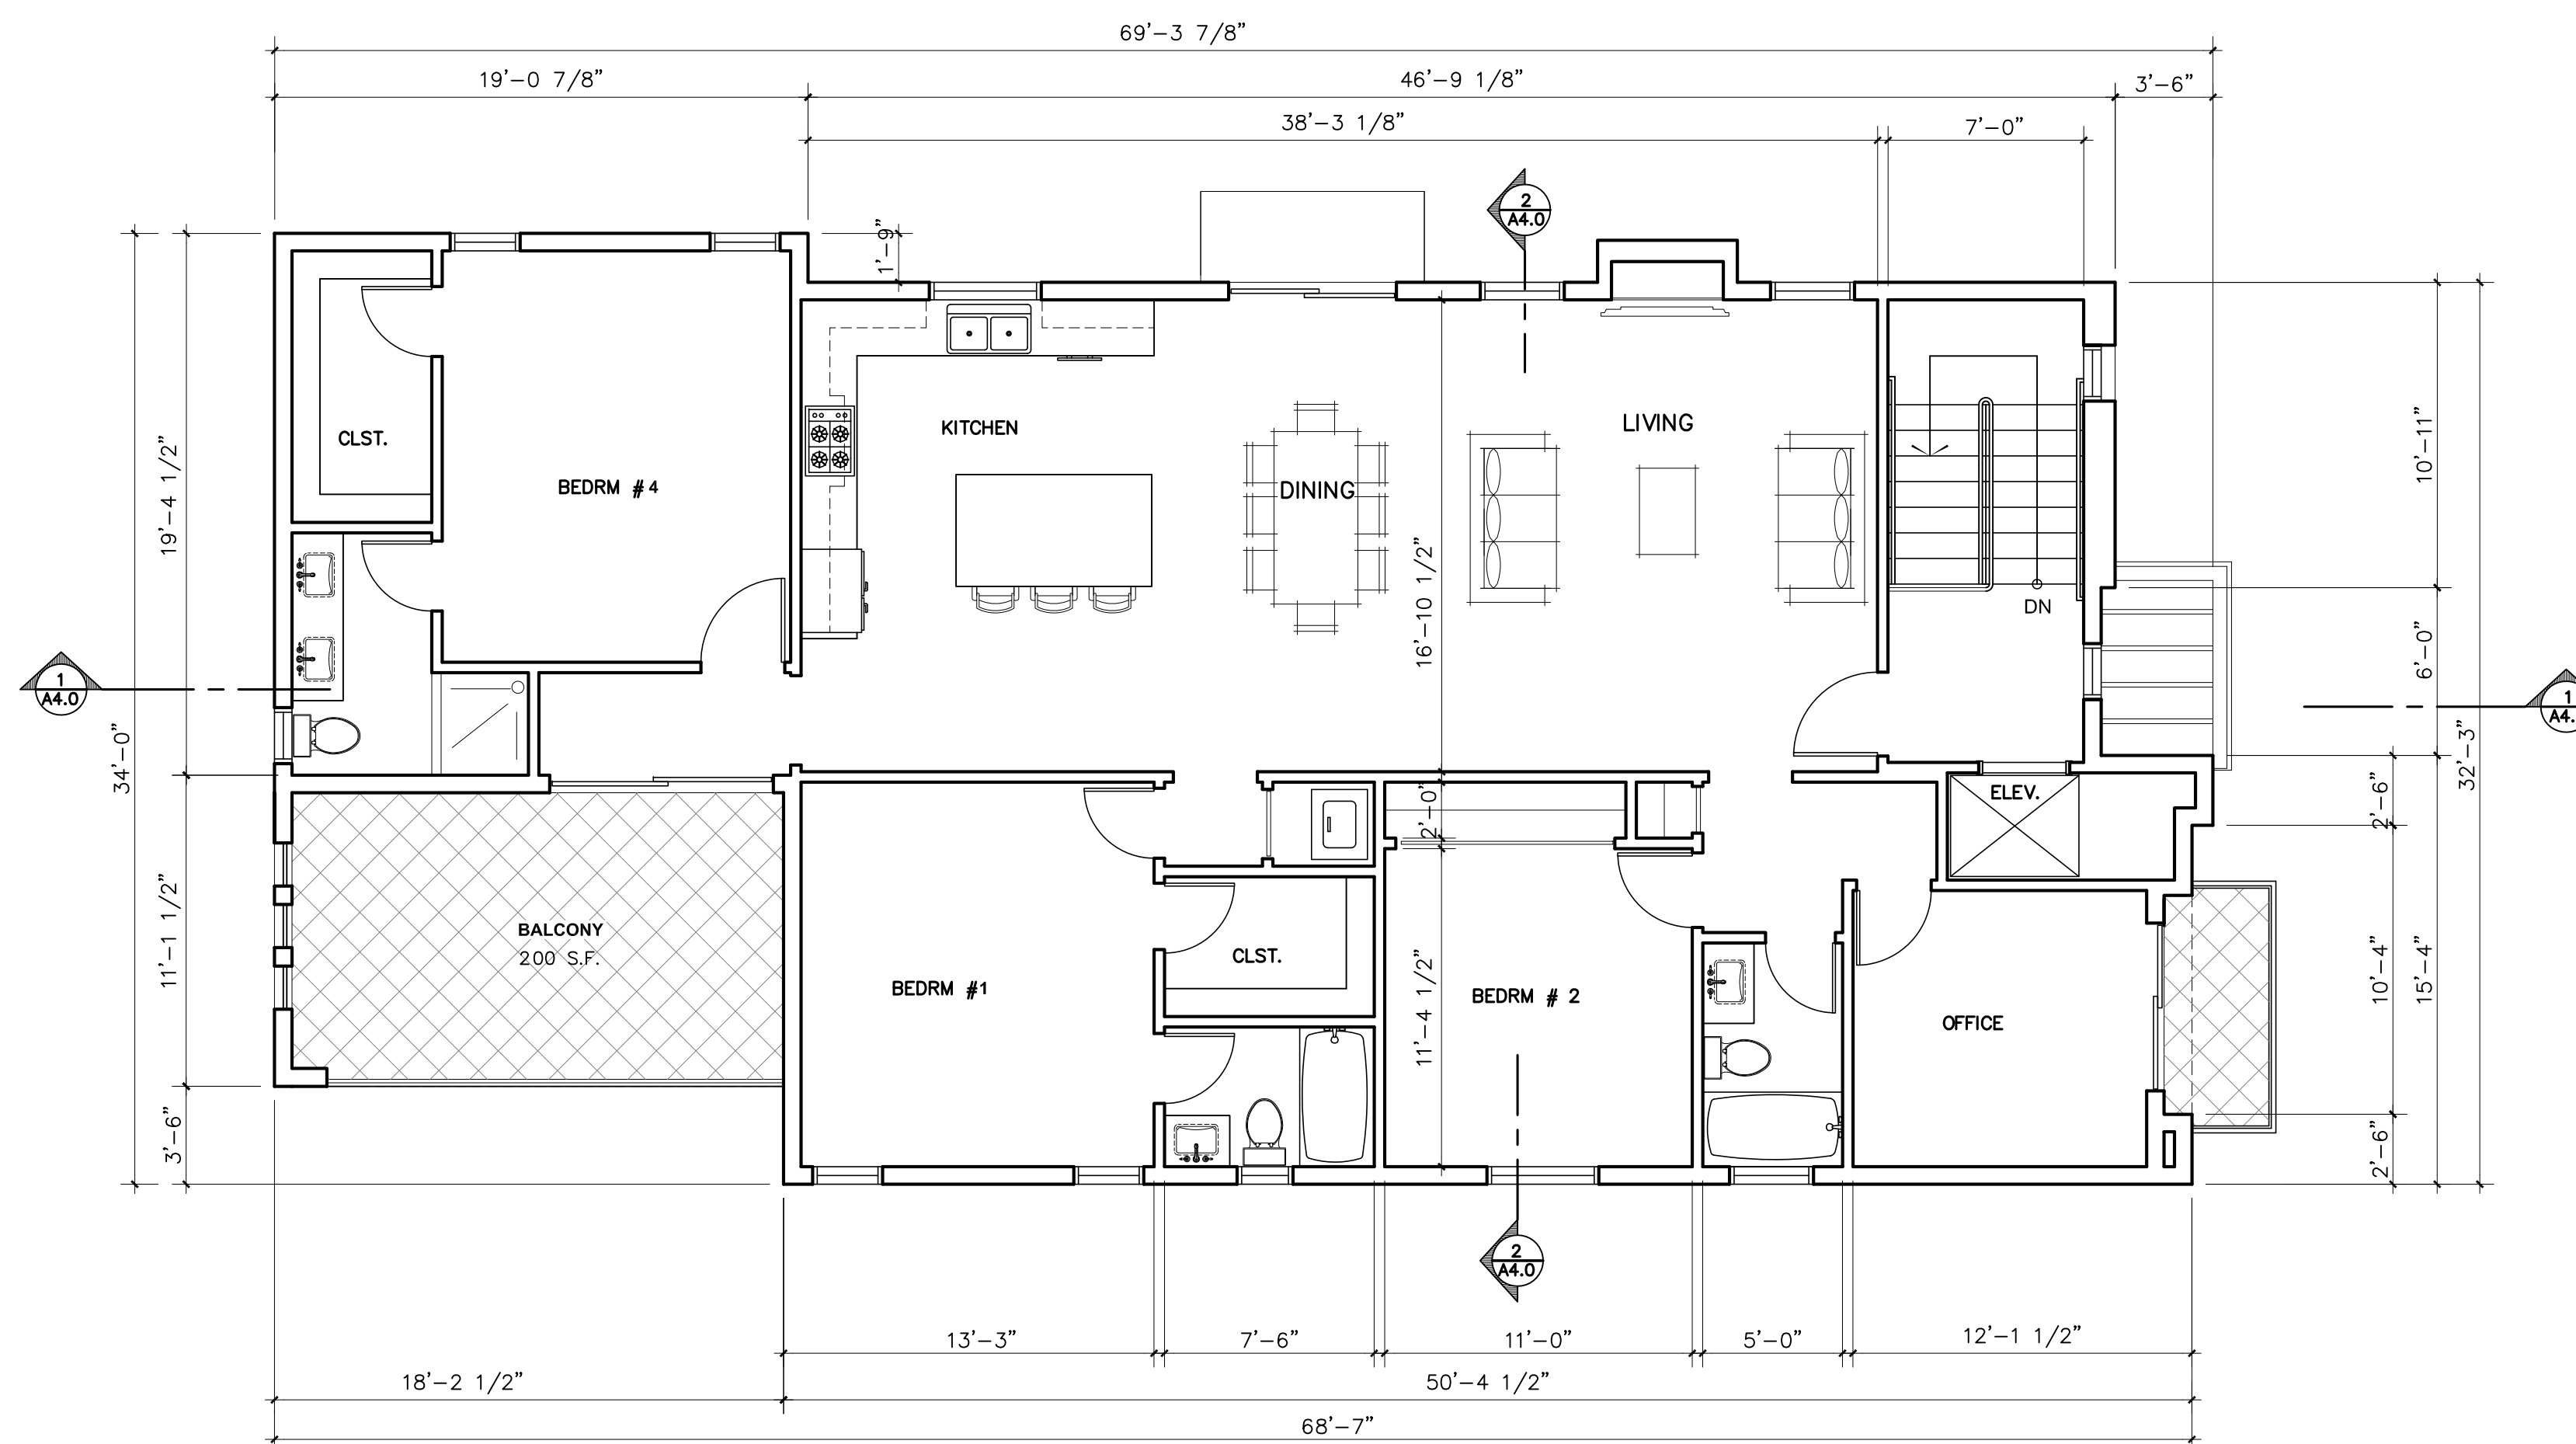 69'-3 7/8"
19'-0 7/8"
46'-9 1/8"
3'-6"
38'-3 1/8"
7'-0"
2
A4.0
1'-9"
CLST.
BEDRM # 4
KITCHEN
DINING
LIVING
DN
19'-4 1/2"
34'-0"
16'-10 1/2"
10'-11"
6'-0"
32'-3"
1
A4.0
1
A4.
ELEV.
2'-0"
2'-6"
BALCONY
200 S.F.
11'-1 1/2"
3'-6"
BEDRM #1
CLST.
11'-4 1/2"
BEDRM # 2
OFFICE
10'-4"
15'-4"
2'-6"
2
A4.0
13'-3"
7'-6"
11'-0"
5'-0"
12'-1 1/2"
18'-2 1/2"
50'-4 1/2"
68'-7"